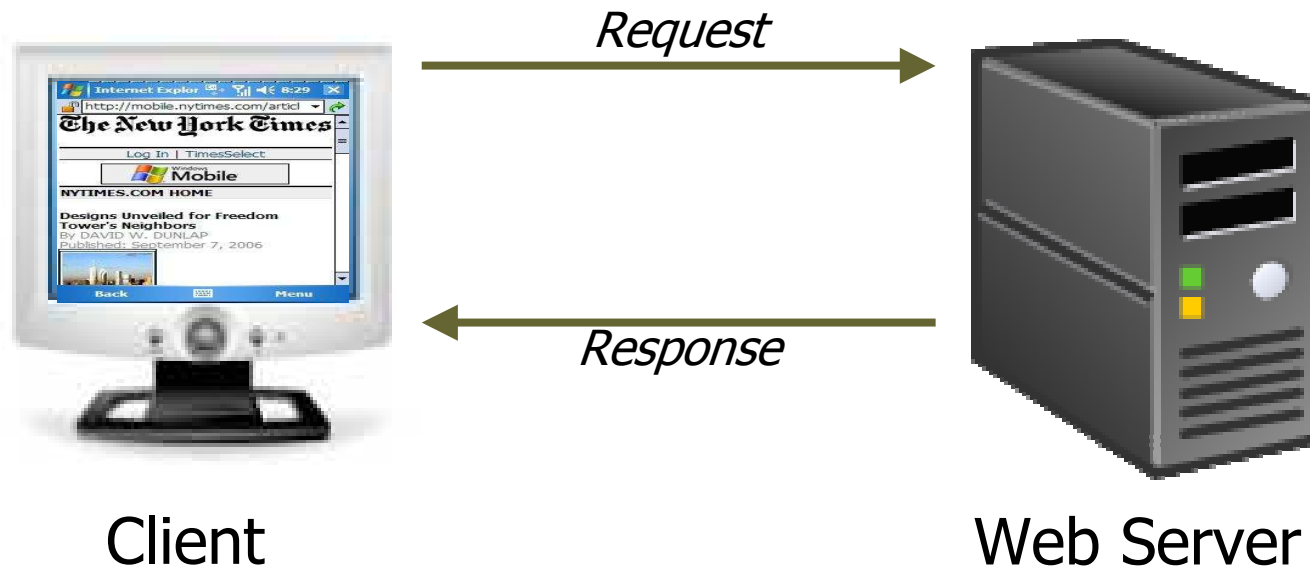 Request
Internet Explor 8:29
http://mobile.nytimes.com/articl
The New York Times
Log In | TimesSelect
Windows
Mobile
NYTIMES.COM HOME
Designs Unveiled for Freedom
Tower's Neighbors
By DAVID W. DUNLAP
Published: September 7, 2006
Back Menu
Response
Client
Web Server